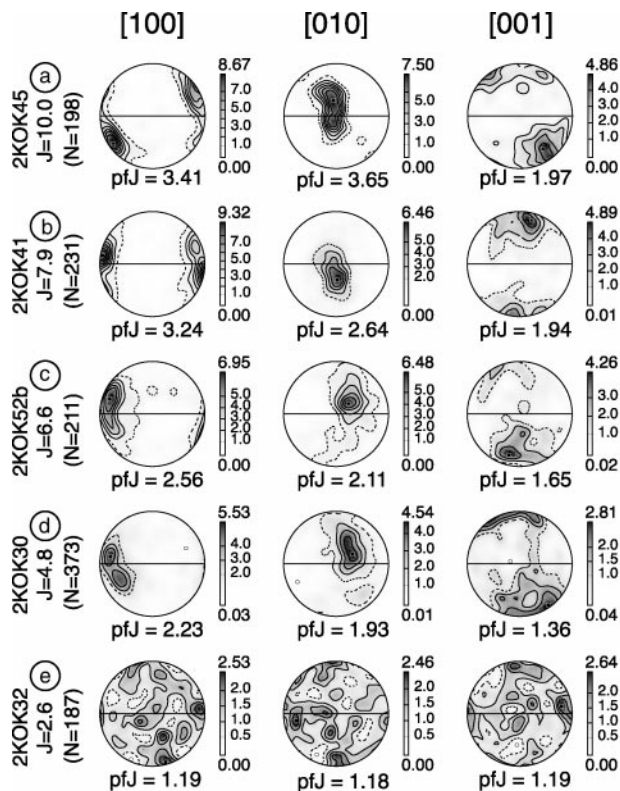 [100] [010] [001]
a
2KOK45
J=10.0
(N=198)
8.67
7.0
5.0
3.0
1.0
0.00
pfJ = 3.41
7.50
5.0
3.0
2.0
1.0
0.00
pfJ = 3.65
4.86
4.0
3.0
2.0
1.0
0.00
pfJ = 1.97
b
2KOK41
J=7.9
(N=231)
9.32
7.0
5.0
3.0
1.0
0.00
pfJ = 3.24
6.46
5.0
4.0
3.0
2.0
0.00
pfJ = 2.64
4.89
4.0
3.0
2.0
1.0
0.01
pfJ = 1.94
c
2KOK52b
J=6.6
(N=211)
6.95
5.0
4.0
3.0
2.0
0.00
pfJ = 2.56
6.48
5.0
4.0
3.0
2.0
1.0
0.00
pfJ = 2.11
4.26
3.0
2.0
1.0
0.02
pfJ = 1.65
d
2KOK30
J=4.8
(N=373)
5.53
4.0
3.0
2.0
0.03
pfJ = 2.23
4.54
3.0
2.0
1.0
0.01
pfJ = 1.93
2.81
2.0
1.5
1.0
0.04
pfJ = 1.36
e
2KOK32
J=2.6
(N=187)
2.53
2.0
1.5
1.0
0.5
0.00
pfJ = 1.19
2.46
2.0
1.5
1.0
0.5
0.00
pfJ = 1.18
2.64
2.0
1.5
1.0
0.5
0.00
pfJ = 1.19